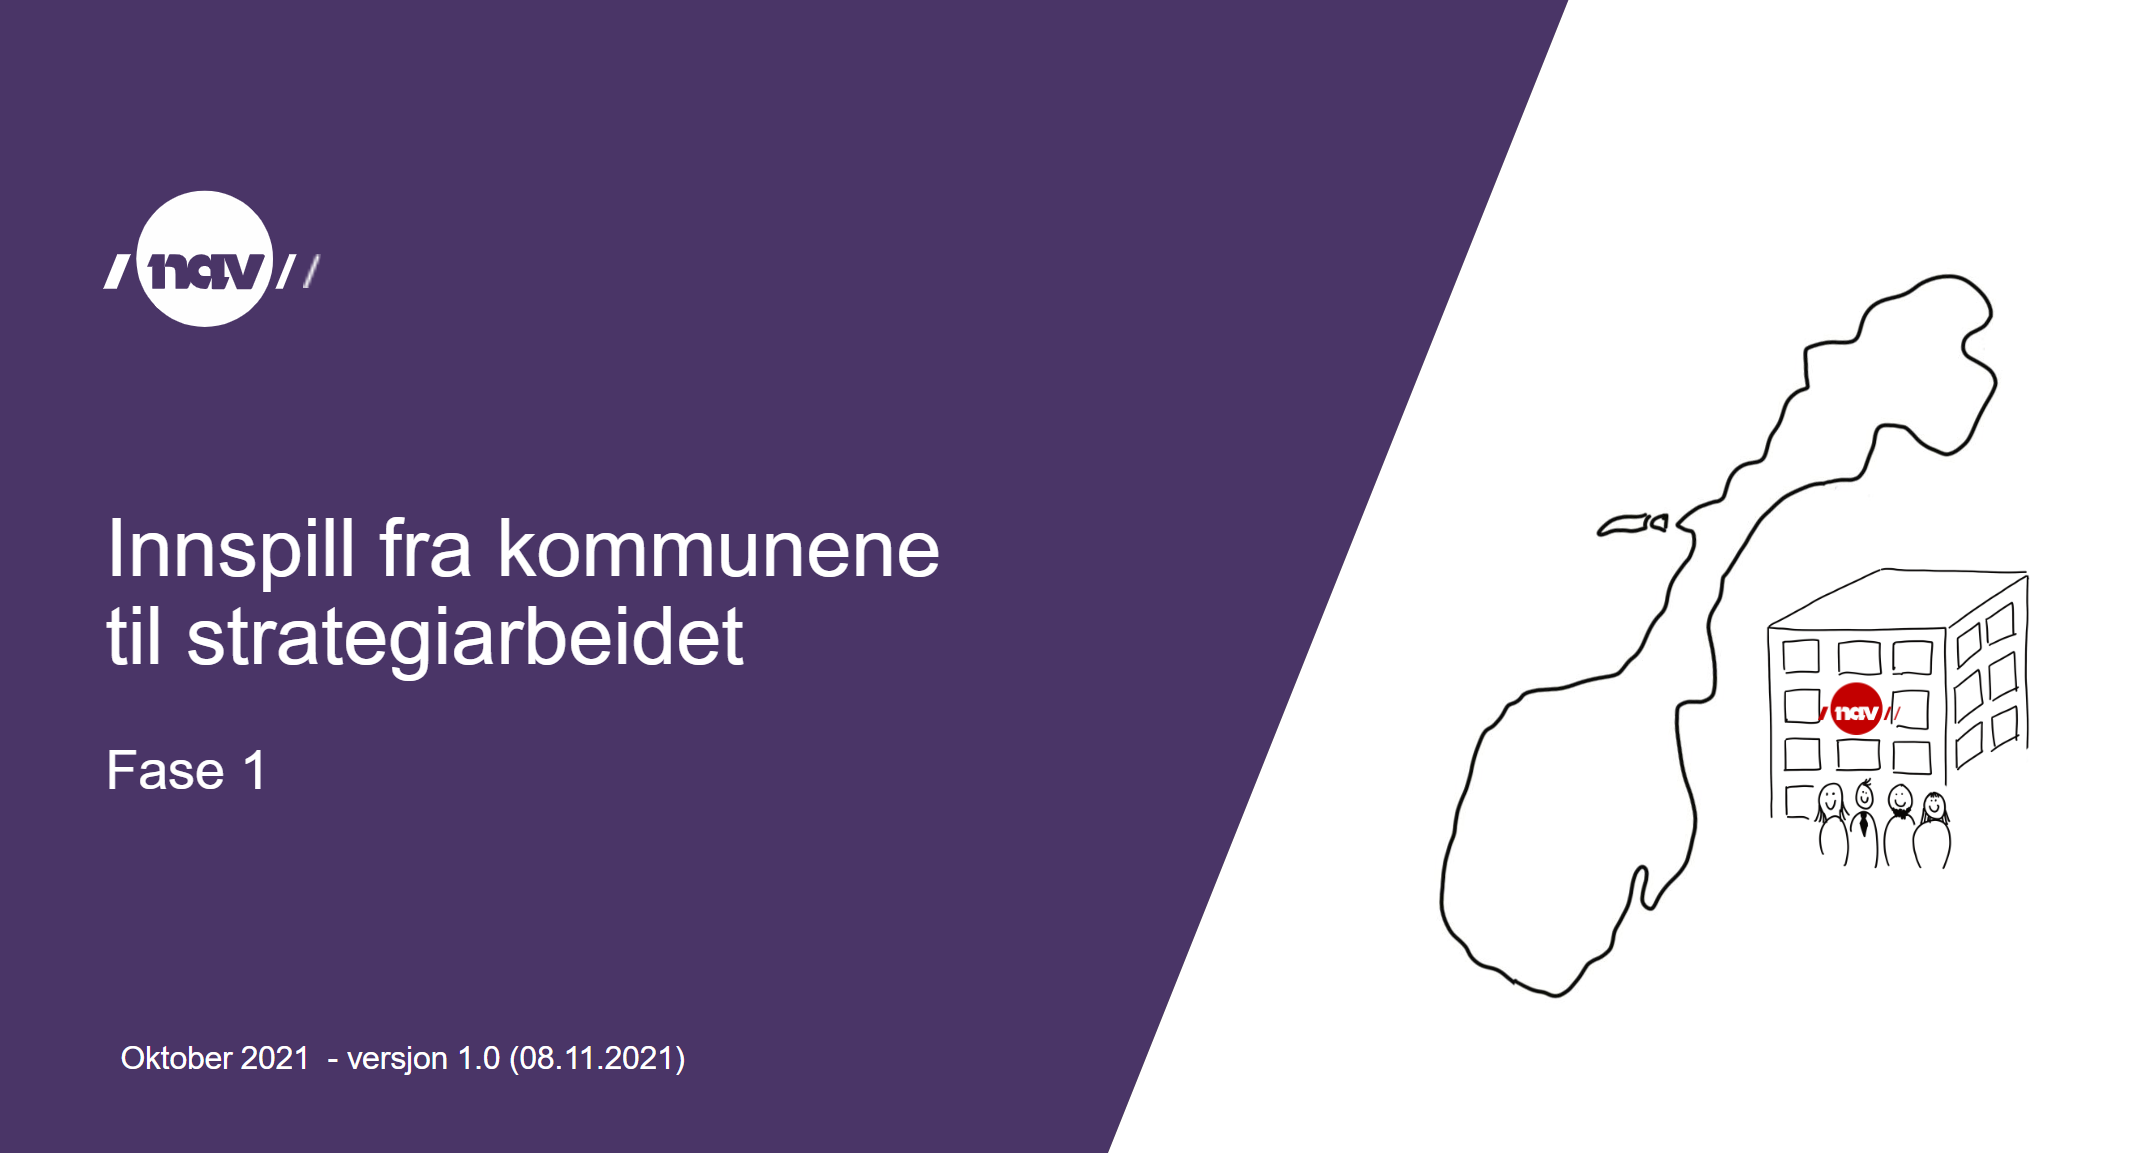 /nav//
Innspill fra kommunene
til strategiarbeidet
Fase 1
/nav//
Oktober 2021  - versjon 1.0 (08.11.2021)